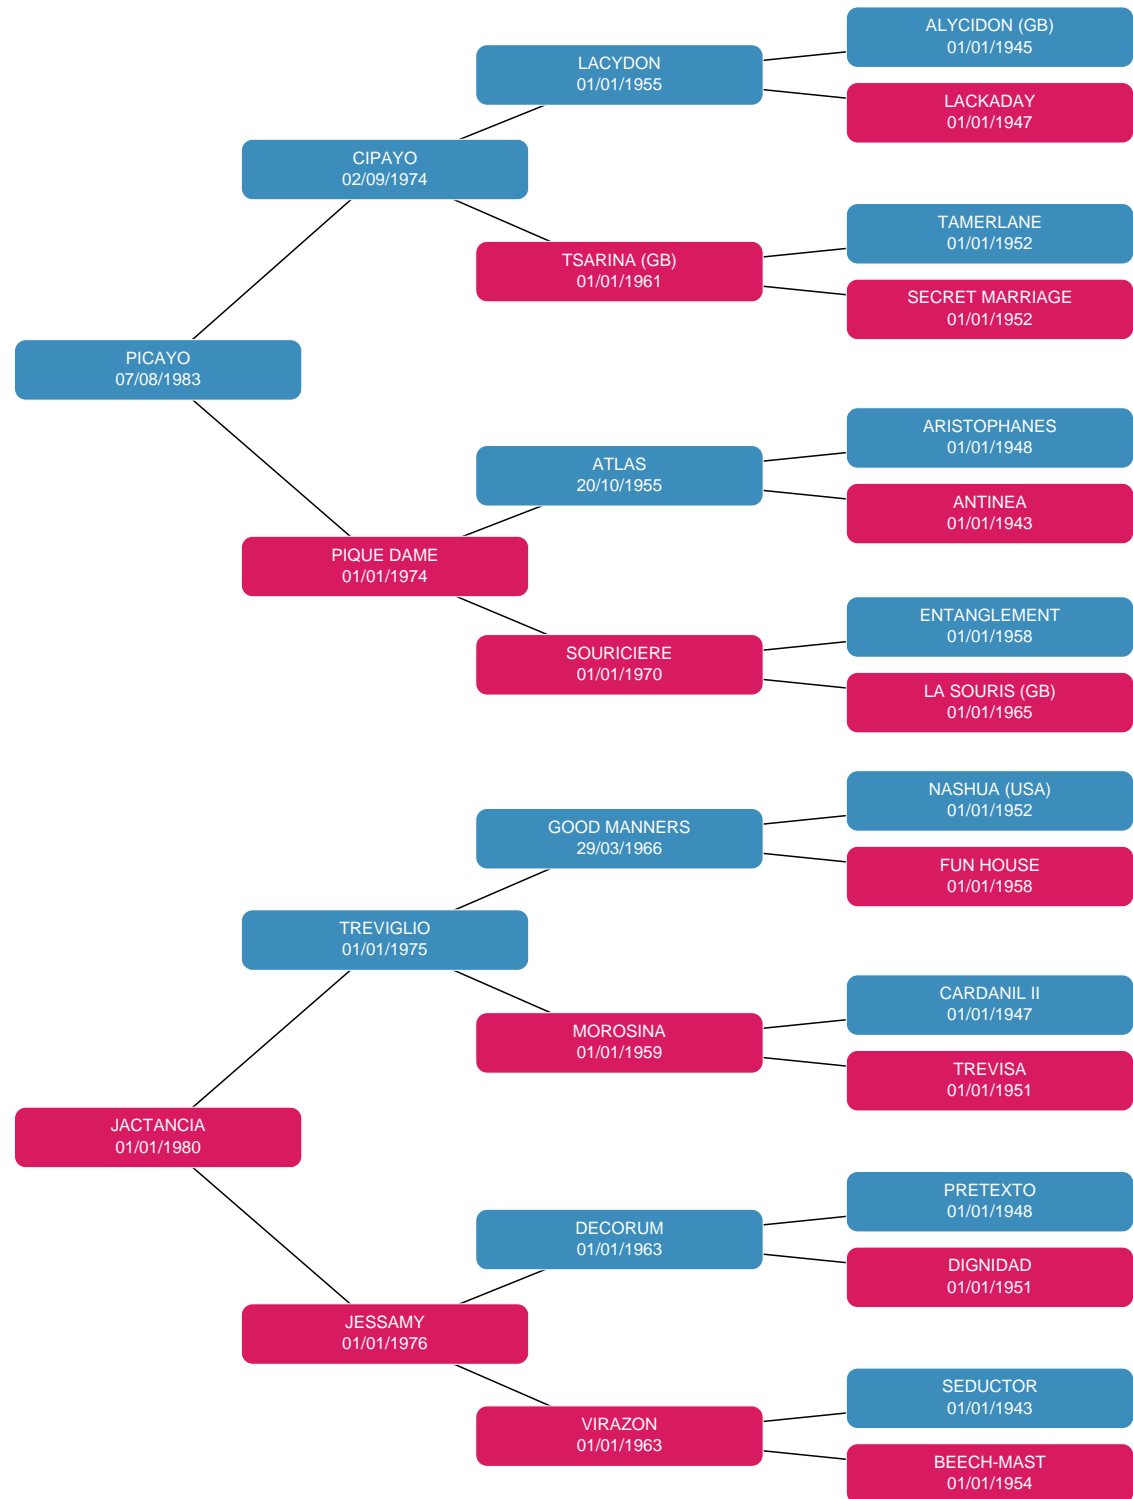 ALYCIDON (GB)
01/01/1945
LACYDON
01/01/1955
LACKADAY
01/01/1947
CIPAYO
02/09/1974
TAMERLANE
01/01/1952
TSARINA (GB)
01/01/1961
SECRET MARRIAGE
01/01/1952
PICAYO
07/08/1983
ARISTOPHANES
01/01/1948
ATLAS
20/10/1955
ANTINEA
01/01/1943
PIQUE DAME
01/01/1974
ENTANGLEMENT
01/01/1958
SOURICIERE
01/01/1970
LA SOURIS (GB)
01/01/1965
NASHUA (USA)
01/01/1952
GOOD MANNERS
29/03/1966
FUN HOUSE
01/01/1958
TREVIGLIO
01/01/1975
CARDANIL II
01/01/1947
MOROSINA
01/01/1959
TREVISA
01/01/1951
JACTANCIA
01/01/1980
PRETEXTO
01/01/1948
DECORUM
01/01/1963
DIGNIDAD
01/01/1951
JESSAMY
01/01/1976
SEDUCTOR
01/01/1943
VIRAZON
01/01/1963
BEECH-MAST
01/01/1954